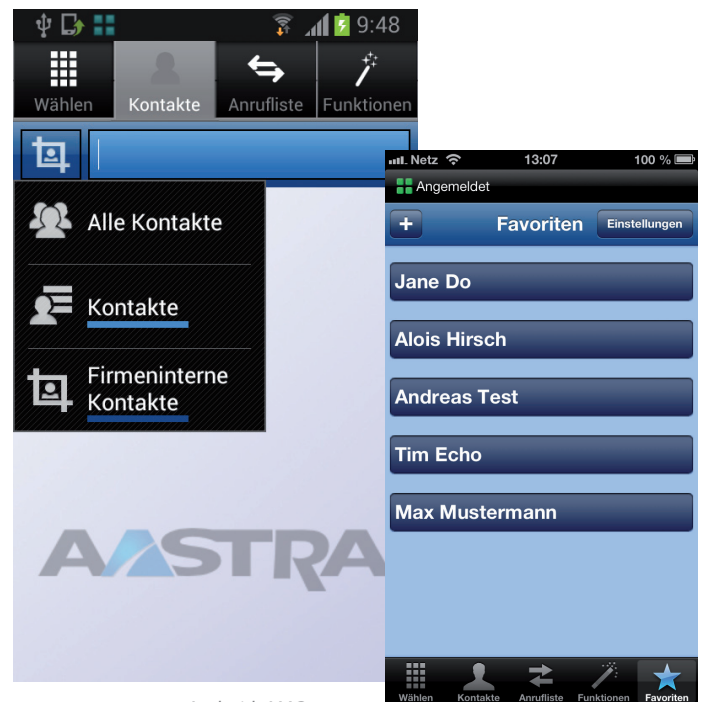 9:48
Wählen Kontakte Anrufliste Funktionen
Alle Kontakte
Kontakte
Firmeninterne
Kontakte
AASTRA
Netz 13:07 100 %
Angemeldet
+ Favoriten Einstellungen
Jane Do
Alois Hirsch
Andreas Test
Tim Echo
Max Mustermann
Wählen Kontakte Anrufliste Funktionen Favoriten